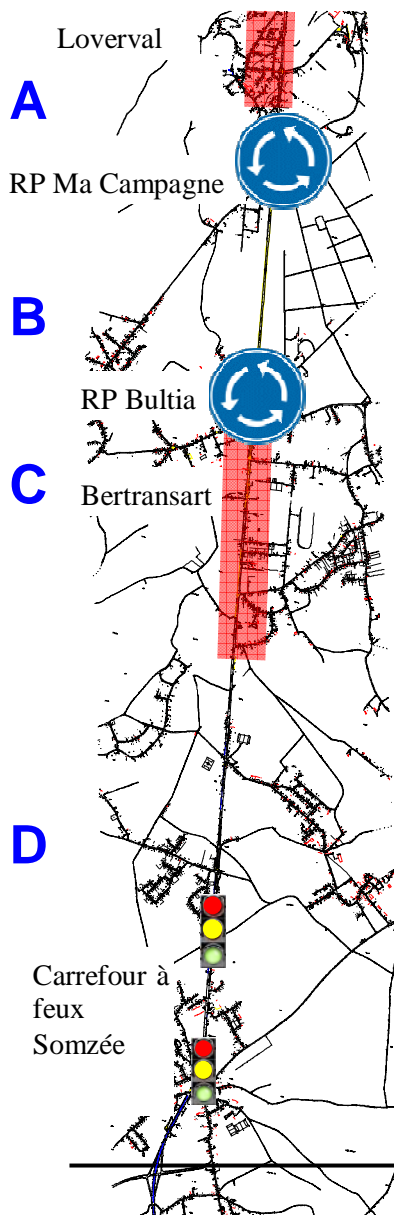 Loverval
A
RP Ma Campagne
B
RP Bultia
C
Bertransart
D
Carrefour à
feux
Somzée